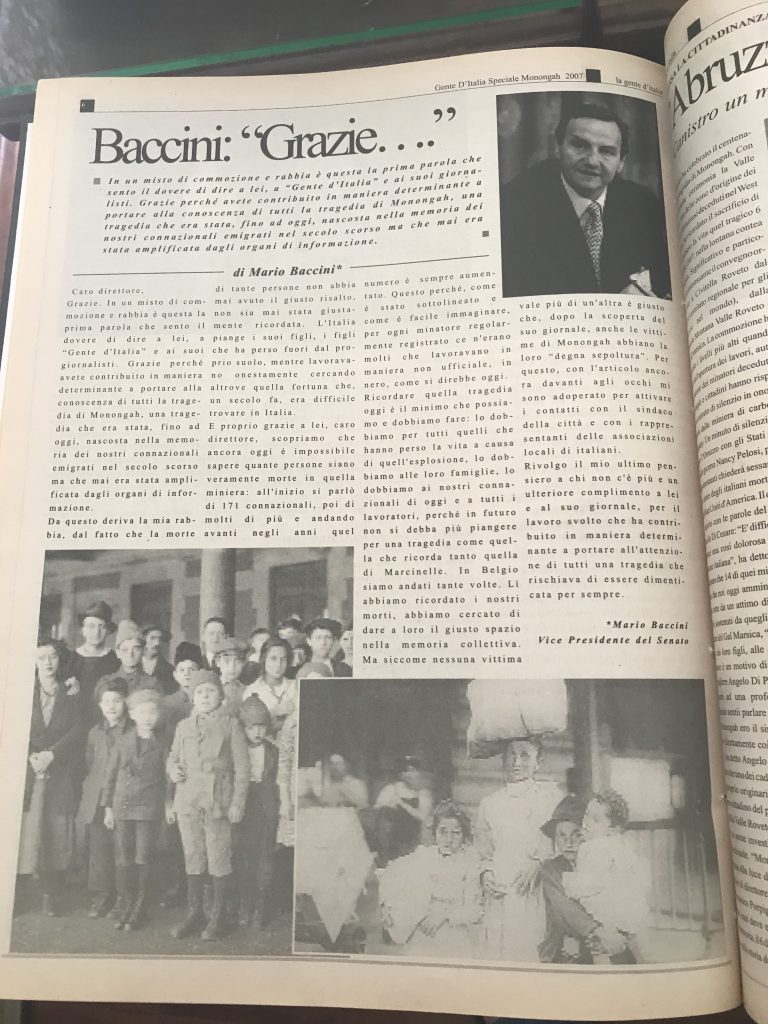 6
Gente D'Italia Speciale Monongah 2007
la gente d'italia
Baccini: “Grazie. . . .”
In un misto di commozione e rabbia è questa la prima parola che
sento il dovere di dire a lei, a “Gente d'Italia” e ai suoi giorna-
listi. Grazie perché avete contribuito in maniera determinante a
portare alla conoscenza di tutti la tragedia di Monongah, una
tragedia che era stata, fino ad oggi, nascosta nella memoria dei
nostri connazionali emigrati nel secolo scorso ma che mai era
stata amplificata dagli organi di informazione.
di Mario Baccini*
Caro direttore,
Grazie. In un misto di com-
mozione e rabbia è questa la
prima parola che sento il
dovere di dire a lei, a
“Gente d'Italia” e ai suoi
giornalisti. Grazie perché
avete contribuito in maniera
determinante a portare alla
conoscenza di tutti la trage-
dia di Monongah, una trage-
dia che era stata, fino ad
oggi, nascosta nella memo-
ria dei nostri connazionali
emigrati nel secolo scorso
ma che mai era stata ampli-
ficata dagli organi di infor-
mazione.
Da questo deriva la mia rab-
bia, dal fatto che la morte
di tante persone non abbia
mai avuto il giusto risalto,
non sia mai stata giusta-
mente ricordata. L'Italia
piange i suoi figli, i figli
che ha perso fuori dal pro-
prio suolo, mentre lavorava-
no onestamente cercando
altrove quella fortuna che,
un secolo fa, era difficile
trovare in Italia.
E proprio grazie a lei, caro
direttore, scopriamo che
ancora oggi è impossibile
sapere quante persone siano
veramente morte in quella
miniera: all'inizio si parlò
di 171 connazionali, poi di
molti di più e andando
avanti negli anni quel
numero è sempre aumen-
tato. Questo perché, come
è stato sottolineato e
come è facile immaginare,
per ogni minatore regolar-
mente registrato ce n'erano
molti che lavoravano in
maniera non ufficiale, in
nero, come si direbbe oggi.
Ricordare quella tragedia
oggi è il minimo che possia-
mo e dobbiamo fare: lo dob-
biamo per tutti quelli che
hanno perso la vita a causa
di quell'esplosione, lo dob-
biamo alle loro famiglie, lo
dobbiamo ai nostri conna-
zionali di oggi e a tutti i
lavoratori, perché in futuro
non si debba più piangere
per una tragedia come quel-
la che ricorda tanto quella
di Marcinelle. In Belgio
siamo andati tante volte. Lì
abbiamo ricordato i nostri
morti, abbiamo cercato di
dare a loro il giusto spazio
nella memoria collettiva.
Ma siccome nessuna vittima
vale più di un'altra è giusto
che, dopo la scoperta del
suo giornale, anche le vitti-
me di Monongah abbiano la
loro “degna sepoltura”. Per
questo, con l'articolo anco-
ra davanti agli occhi mi
sono adoperato per attivare
i contatti con il sindaco
della città e con i rappre-
sentanti delle associazioni
locali di italiani.
Rivolgo il mio ultimo pen-
siero a chi non c'è più e un
ulteriore complimento a lei
e al suo giornale, per il
lavoro svolto che ha contri-
buito in maniera determi-
nante a portare all'attenzio-
ne di tutti una tragedia che
rischiava di essere dimenti-
cata per sempre.
*Mario Baccini
Vice Presidente del Senato
LA CITTADINANZA
Abruzz